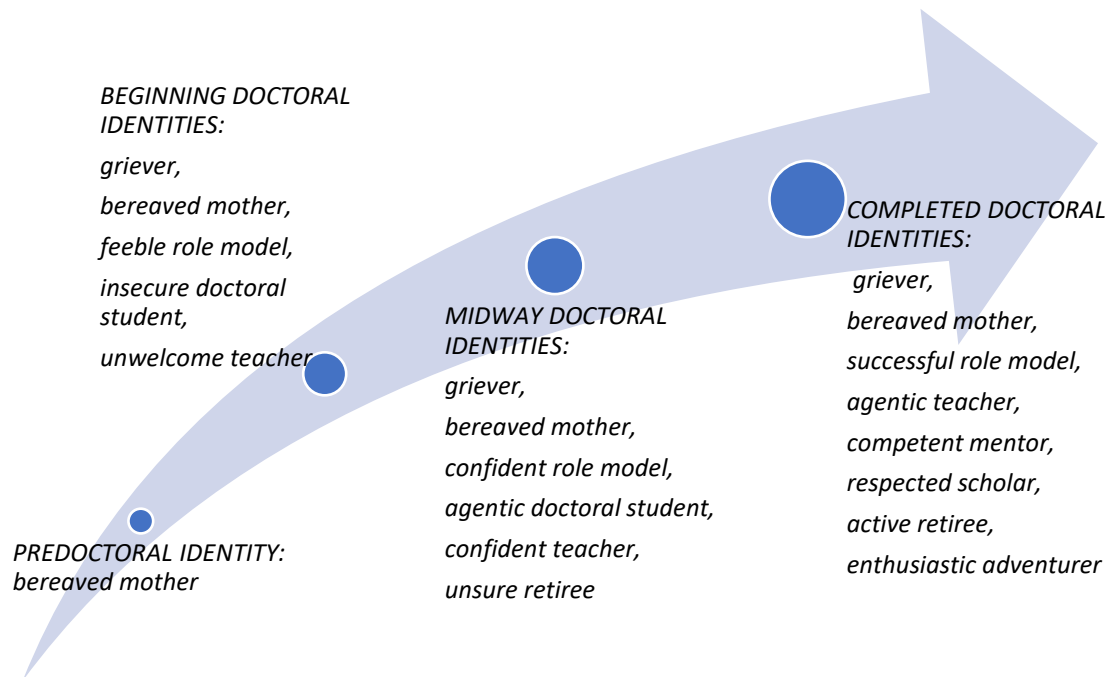 BEGINNING DOCTORAL
IDENTITIES:
griever,
bereaved mother,
feeble role model,
insecure doctoral
student,
unwelcome teacher
COMPLETED DOCTORAL
IDENTITIES:
griever,
bereaved mother,
successful role model,
agentic teacher,
competent mentor,
respected scholar,
active retiree,
enthusiastic adventurer
MIDWAY DOCTORAL
IDENTITIES:
griever,
bereaved mother,
confident role model,
agentic doctoral student,
confident teacher,
unsure retiree
PREDOCTORAL IDENTITY:
bereaved mother